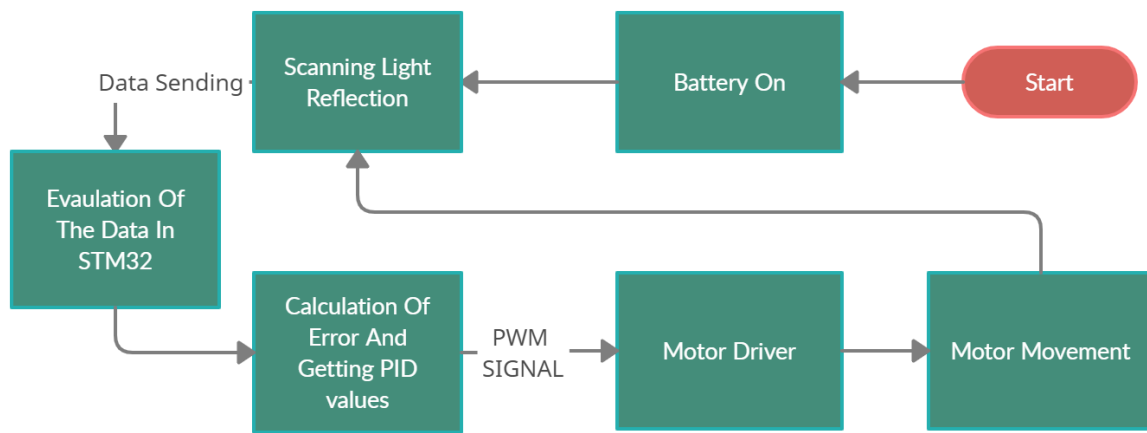 Start
Battery On
Scanning Light
Reflection
Data Sending
Evaulation Of
The Data In
STM32
Calculation Of
Error And
Getting PID
values
PWM
SIGNAL
Motor Driver
Motor Movement